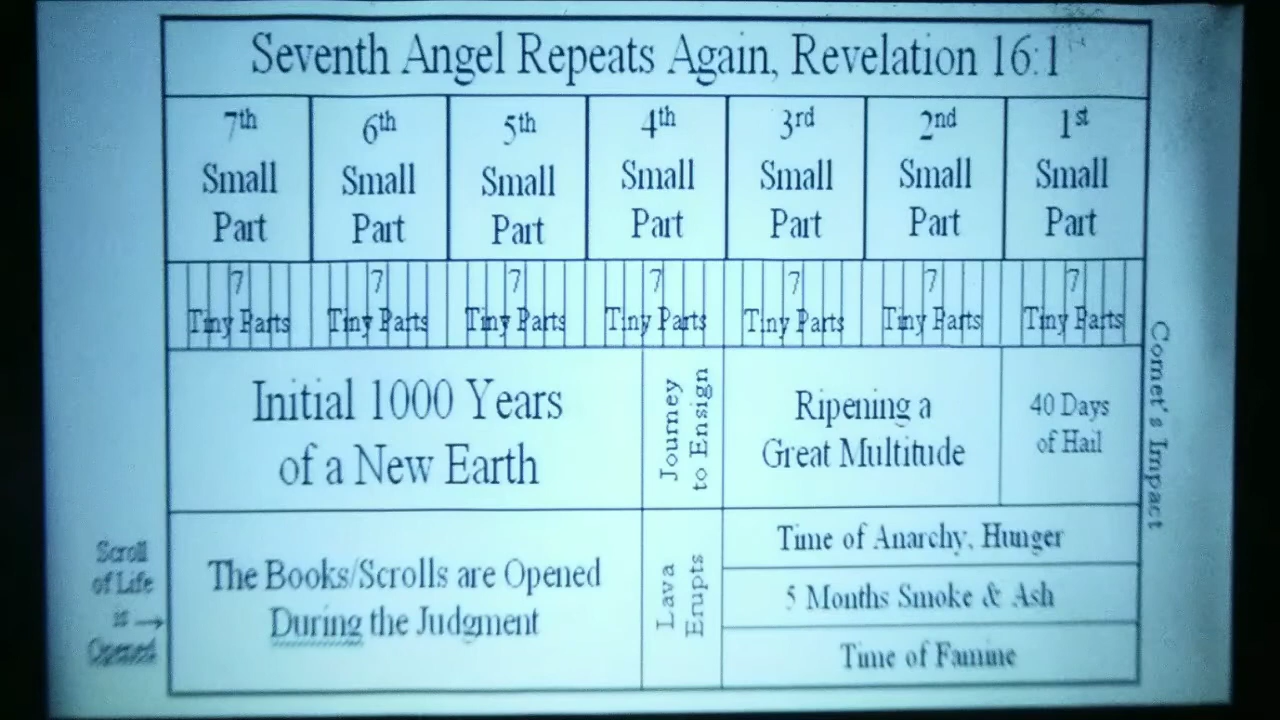 Seventh Angel Repeats Again, Revelation 16:1
7th Small Part
6th Small Part
5th Small Part
4th Small Part
3rd Small Part
2nd Small Part
1st Small Part
7 Tiny Parts
7 Tiny Parts
7 Tiny Parts
7 Tiny Parts
7 Tiny Parts
7 Tiny Parts
7 Tiny Parts
Initial 1000 Years
of a New Earth
Journey
to Ensign
Ripening a
Great Multitude
40 Days
of Hail
Comet's Impact
Scroll
of Life
is →
Opened
The Books/Scrolls are Opened
During the Judgment
Lava
Erupts
Time of Anarchy, Hunger
5 Months Smoke & Ash
Time of Famine